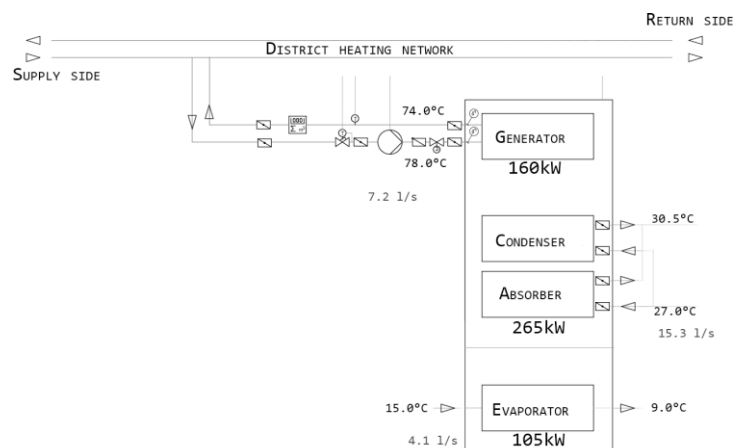 RETURN SIDE
DISTRICT HEATING NETWORK
SUPPLY SIDE
74.0°C
GENERATOR
78.0°C
160kW
7.2 l/s
30.5°C
CONDENSER
ABSORBER
27.0°C
265kW
15.3 l/s
15.0°C
EVAPORATOR
9.0°C
4.1 l/s
105kW